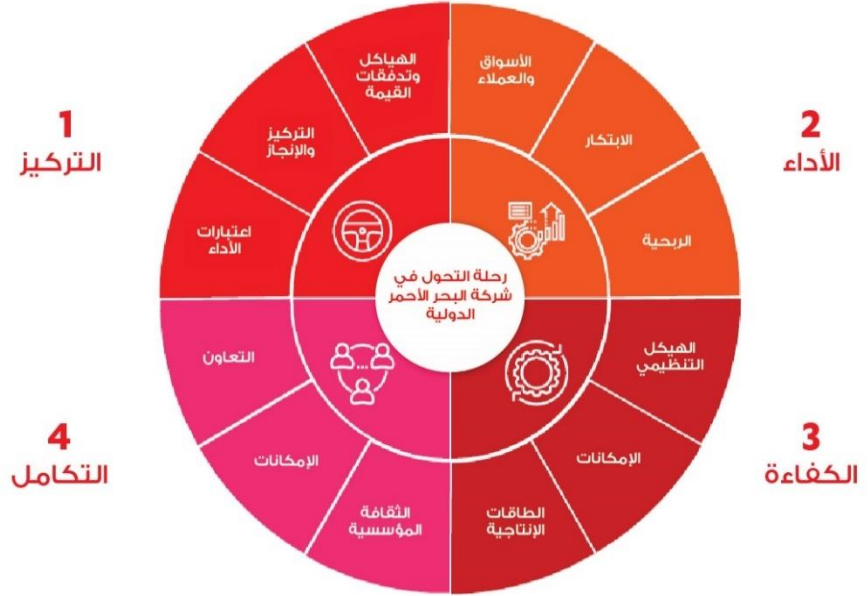 رحلة التحول في
شركة البحر الأحمر
الدولية
1
التركيز
الهياكل
وتدفقات
القيمة
التركيز
والإنجاز
اعتبارات
الأداء
2
الأداء
الأسواق
والعملاء
الابتكار
الربحية
3
الكفاءة
الهيكل
التنظيمي
الإمكانات
الطاقات
الإنتاجية
4
التكامل
التعاون
الإمكانات
الثقافة
المؤسسية